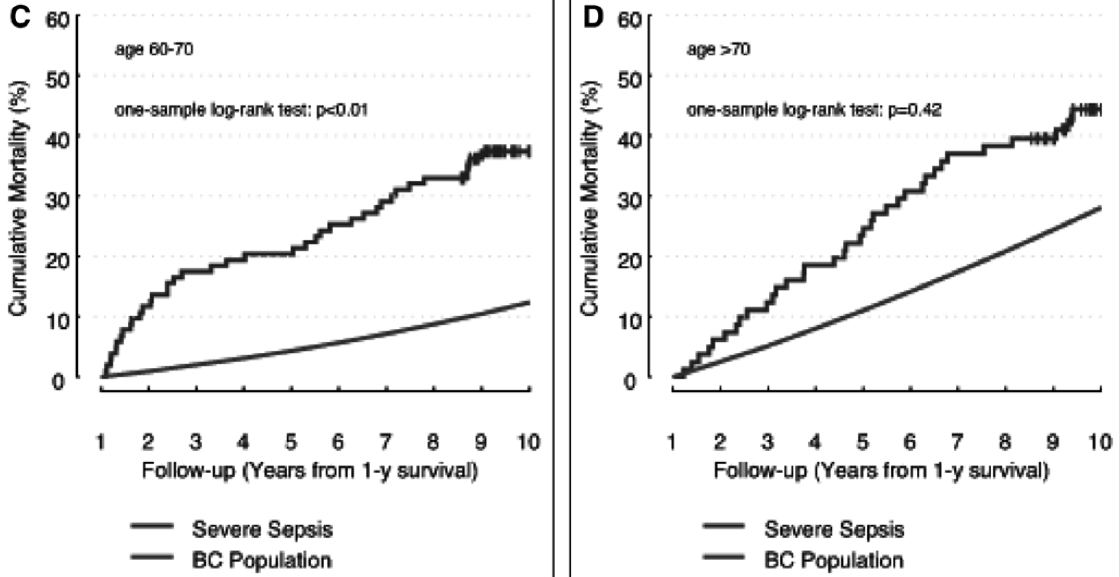 C
60
50
40
30
20
10
0
Cumulative Mortality (%)
age 60-70
one-sample log-rank test: p<0.01
1 2 3 4 5 6 7 8 9 10
Follow-up (Years from 1-y survival)
Severe Sepsis
BC Population
D
60
50
40
30
20
10
0
Cumulative Mortality (%)
age >70
one-sample log-rank test: p=0.42
1 2 3 4 5 6 7 8 9 10
Follow-up (Years from 1-y survival)
Severe Sepsis
BC Population